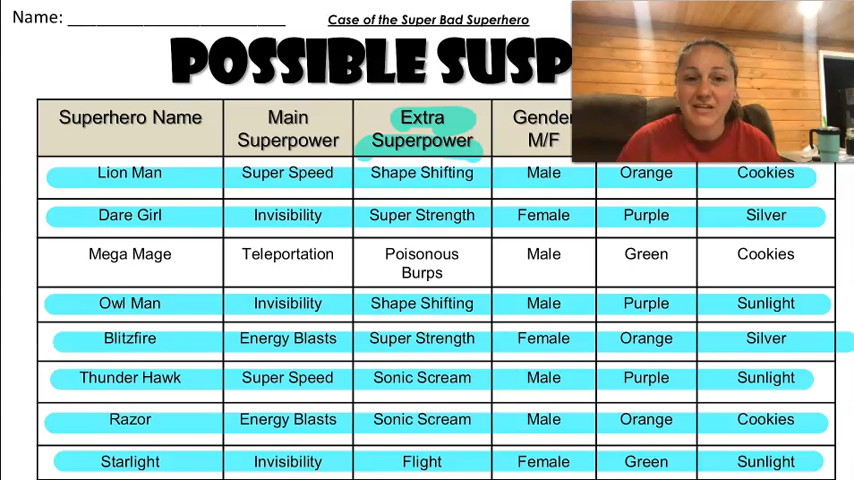 Name: ________________________
Case of the Super Bad Superhero
POSSIBLE SUSP
Superhero Name Main Superpower Extra Superpower Gender M/F
Lion Man Super Speed Shape Shifting Male Orange Cookies
Dare Girl Invisibility Super Strength Female Purple Silver
Mega Mage Teleportation Poisonous Burps Male Green Cookies
Owl Man Invisibility Shape Shifting Male Purple Sunlight
Blitzfire Energy Blasts Super Strength Female Orange Silver
Thunder Hawk Super Speed Sonic Scream Male Purple Sunlight
Razor Energy Blasts Sonic Scream Male Orange Cookies
Starlight Invisibility Flight Female Green Sunlight